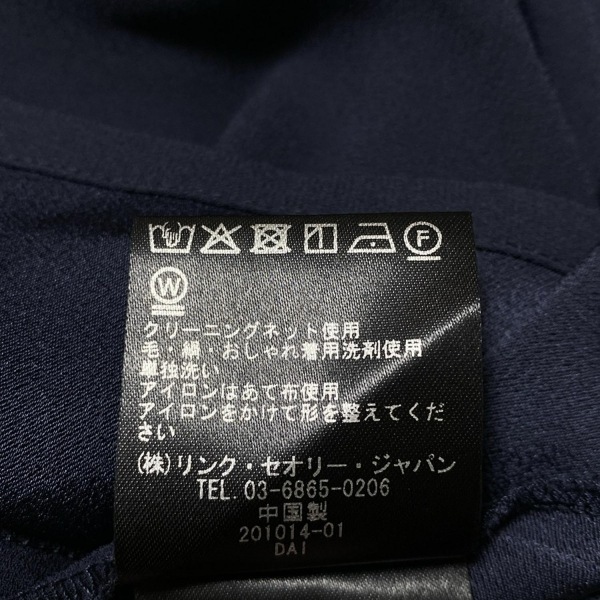 F
W
クリーニングネット使用
毛・絹・おしゃれ着用洗剤使用
単独洗い
アイロンはあて布使用
アイロンをかけて形を整えてくだ
さい
(株)リンク・セオリー・ジャパン
TEL.03-6865-0206
中国製
201014-01
DAI